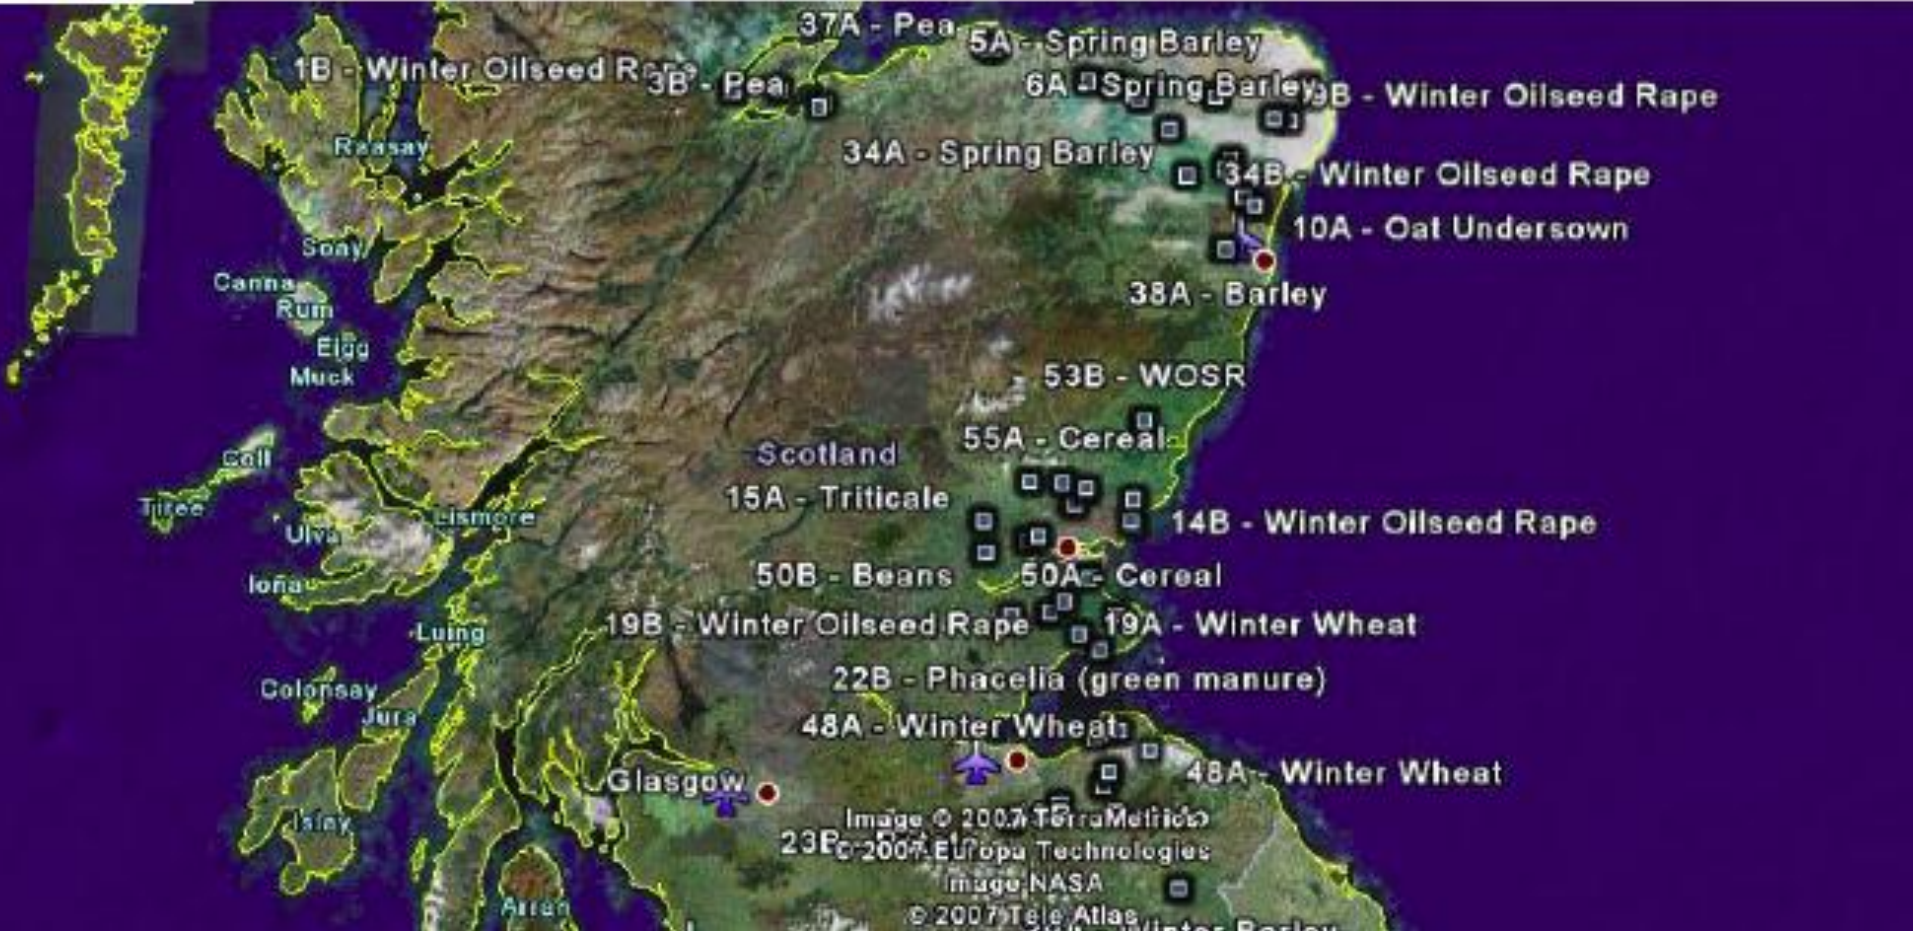 37A - Pea
5A - Spring Barley
1B - Winter Oilseed Rape
3B - Pea
6A - Spring Barley
9B - Winter Oilseed Rape
Raasay
34A - Spring Barley
34B - Winter Oilseed Rape
10A - Oat Undersown
Soay
Canna
Rum
38A - Barley
Eigg
Muck
53B - WOSR
55A - Cereal
Scotland
Coll
15A - Triticale
Tiree
Lismore
14B - Winter Oilseed Rape
Ulva
50B - Beans
50A - Cereal
Iona
19B - Winter Oilseed Rape
19A - Winter Wheat
Luing
22B - Phacelia (green manure)
Colonsay
Jura
48A - Winter Wheat
48A - Winter Wheat
Glasgow
Islay
Image © 2007 TerraMetrics
23B -
© 2007 Europa Technologies
Image NASA
Arran
© 2007 Tele Atlas
Winter Barley